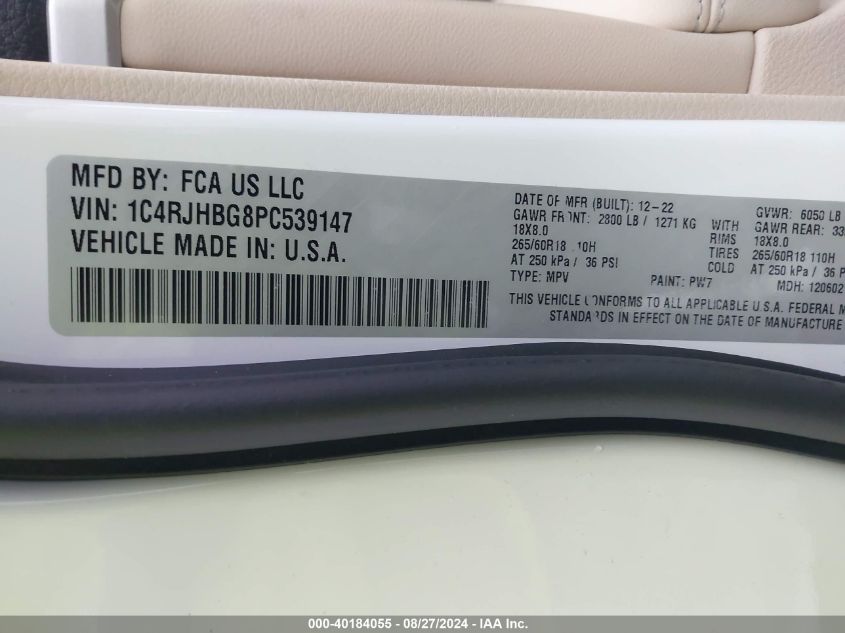 MFD BY: FCA US LLC
VIN: 1C4RJHBG8PC539147
VEHICLE MADE IN: U.S.A.
DATE OF MFR (BUILT): 12-22
GAWR FRONT: 2800 LB / 1271 KG WITH
18X8.0 RIMS
265/60R18 110H TIRES
AT 250 kPa / 36 PSI COLD
TYPE: MPV PAINT: PW7
GVWR: 6050 LB
GAWR REAR: 33
18X8.0
265/60R18 110H
AT 250 kPa / 36 P
MDH: 120602
THIS VEHICLE CONFORMS TO ALL APPLICABLE U.S.A. FEDERAL M
STANDARDS IN EFFECT ON THE DATE OF MANUFACTURE
000-40184055 - 08/27/2024 - IAA Inc.